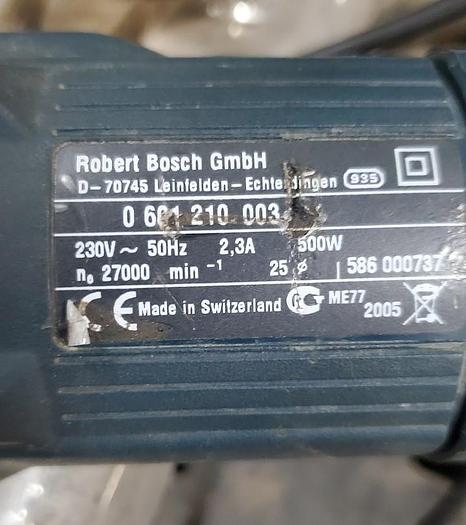 Robert Bosch GmbH
D-70745 Leinfelden-Echterdingen 935
0 601 210 003
230V ~ 50Hz 2,3A 500W
n₀ 27000 min⁻¹ 25 ⌀ | 586 000737
CE Made in Switzerland ME77
2005